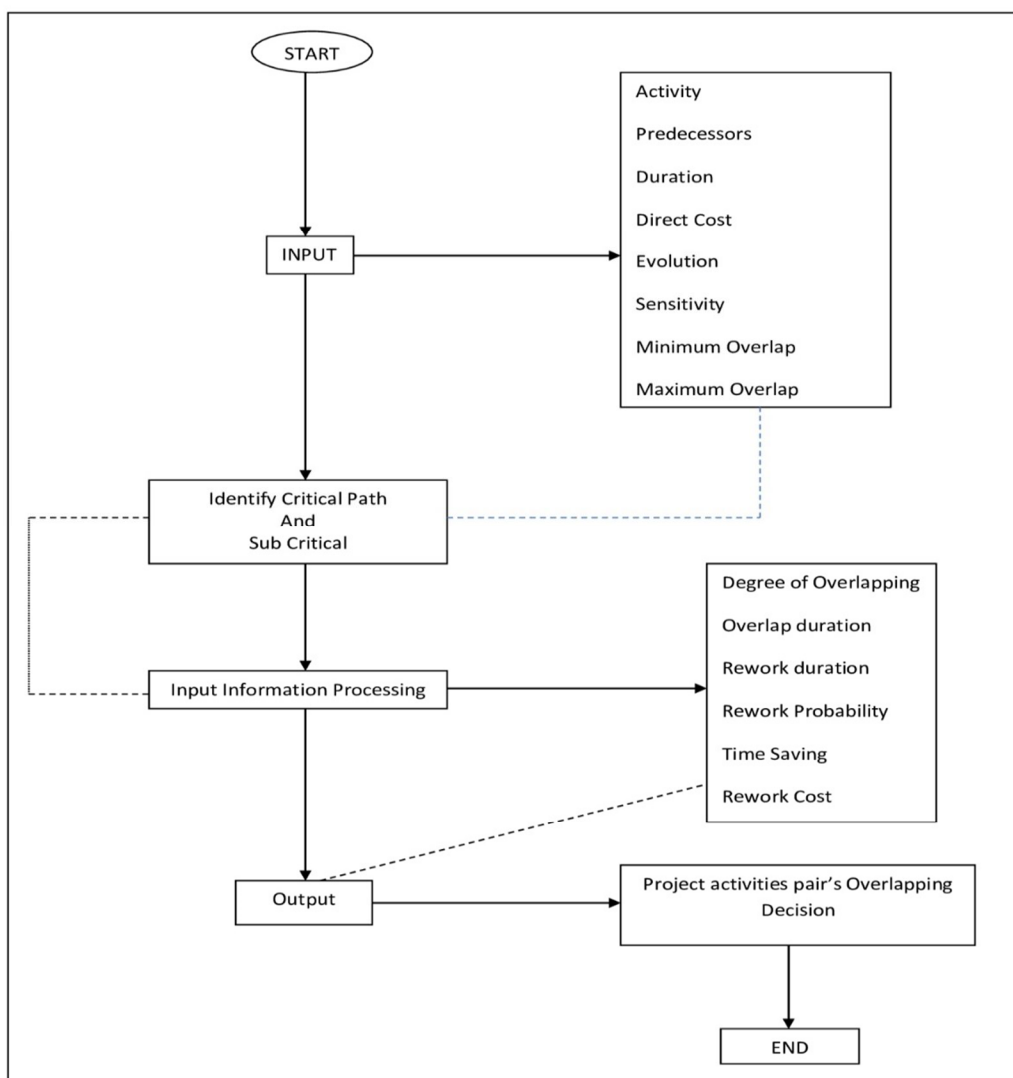 START
Activity
Predecessors
Duration
Direct Cost
Evolution
Sensitivity
Minimum Overlap
Maximum Overlap
INPUT
Identify Critical Path
And
Sub Critical
Degree of Overlapping
Overlap duration
Rework duration
Rework Probability
Time Saving
Rework Cost
Input Information Processing
Output
Project activities pair’s Overlapping
Decision
END